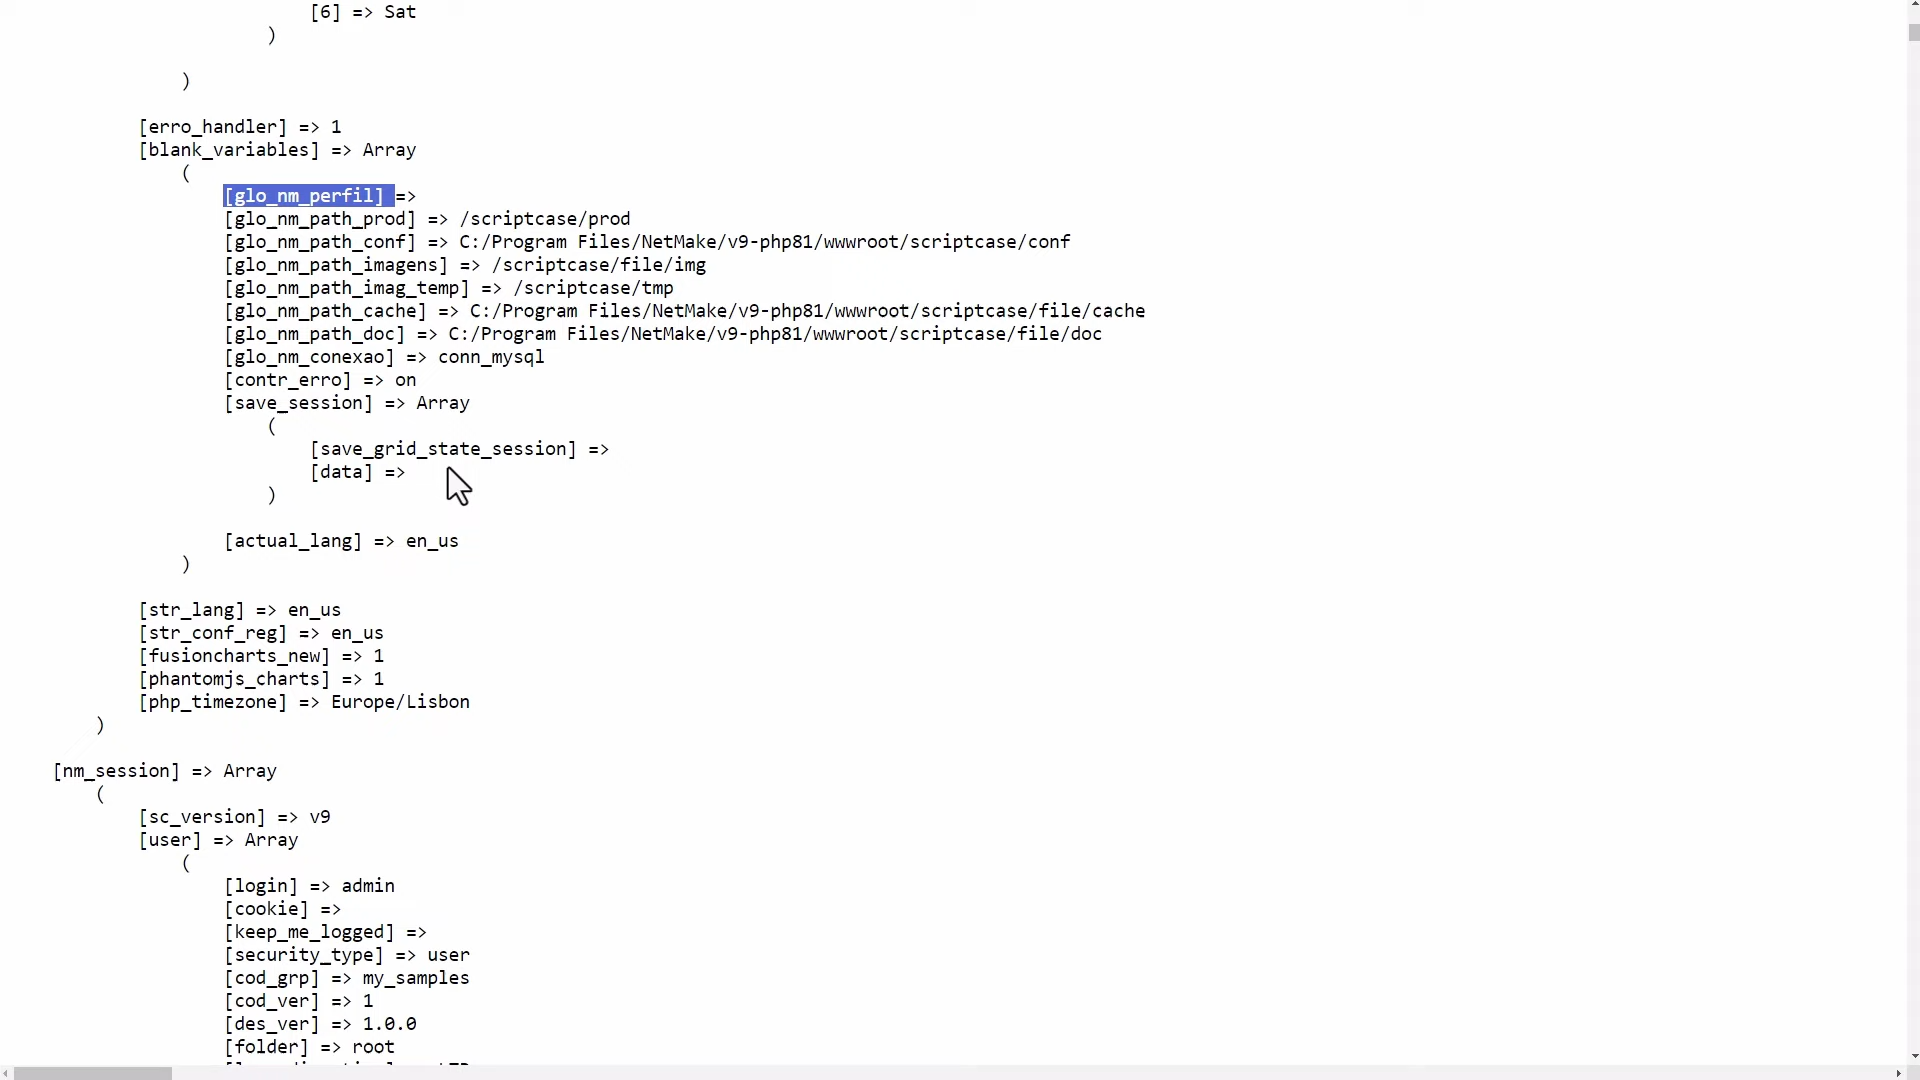 [6] => Sat
)
)
[erro_handler] => 1
[blank_variables] => Array
(
[glo_nm_perfil] =>
[glo_nm_path_prod] => /scriptcase/prod
[glo_nm_path_conf] => C:/Program Files/NetMake/v9-php81/wwwroot/scriptcase/conf
[glo_nm_path_imagens] => /scriptcase/file/img
[glo_nm_path_imag_temp] => /scriptcase/tmp
[glo_nm_path_cache] => C:/Program Files/NetMake/v9-php81/wwwroot/scriptcase/file/cache
[glo_nm_path_doc] => C:/Program Files/NetMake/v9-php81/wwwroot/scriptcase/file/doc
[glo_nm_conexao] => conn_mysql
[contr_erro] => on
[save_session] => Array
(
[save_grid_state_session] =>
[data] =>
)
[actual_lang] => en_us
)
[str_lang] => en_us
[str_conf_reg] => en_us
[fusioncharts_new] => 1
[phantomjs_charts] => 1
[php_timezone] => Europe/Lisbon
)
[nm_session] => Array
(
[sc_version] => v9
[user] => Array
(
[login] => admin
[cookie] =>
[keep_me_logged] =>
[security_type] => user
[cod_grp] => my_samples
[cod_ver] => 1
[des_ver] => 1.0.0
[folder] => root